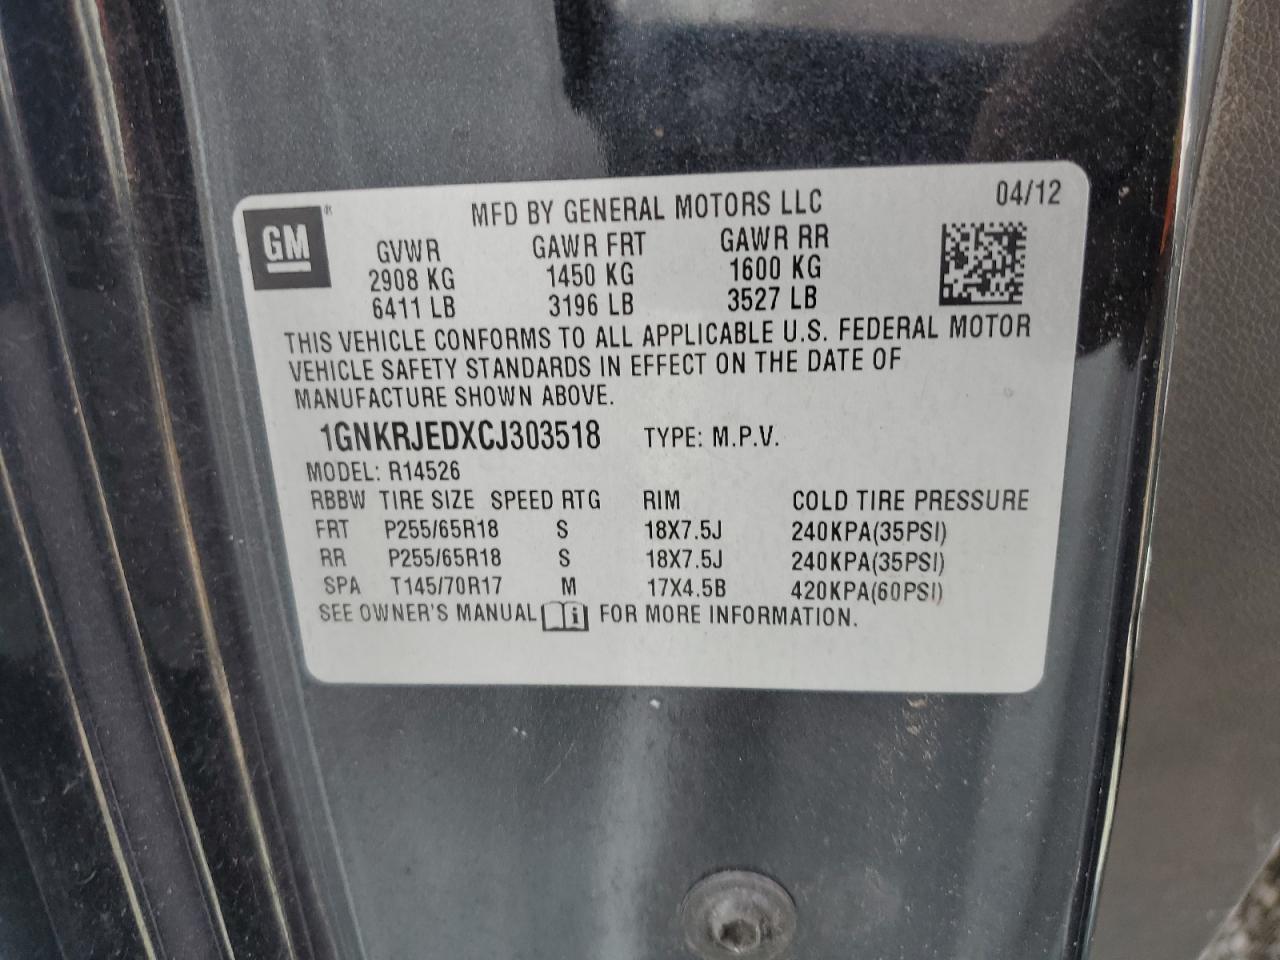 GM®
MFD BY GENERAL MOTORS LLC 04/12
GVWR GAWR FRT GAWR RR
2908 KG 1450 KG 1600 KG
6411 LB 3196 LB 3527 LB
THIS VEHICLE CONFORMS TO ALL APPLICABLE U.S. FEDERAL MOTOR
VEHICLE SAFETY STANDARDS IN EFFECT ON THE DATE OF
MANUFACTURE SHOWN ABOVE.
1GNKRJEDXCJ303518 TYPE: M.P.V.
MODEL: R14526
RBBW TIRE SIZE SPEED RTG RIM COLD TIRE PRESSURE
FRT P255/65R18 S 18X7.5J 240KPA(35PSI)
RR P255/65R18 S 18X7.5J 240KPA(35PSI)
SPA T145/70R17 M 17X4.5B 420KPA(60PSI)
SEE OWNER'S MANUAL i FOR MORE INFORMATION.